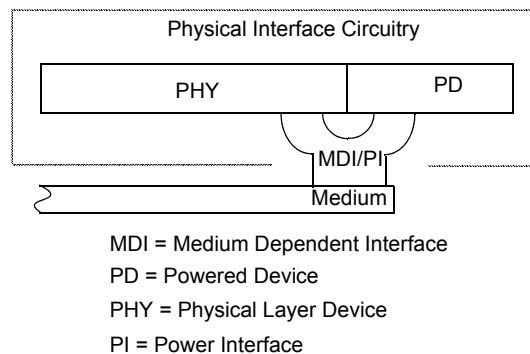 Physical Interface Circuitry
PHY
PD
MDI/PI
Medium
MDI = Medium Dependent Interface
PD = Powered Device
PHY = Physical Layer Device
PI = Power Interface